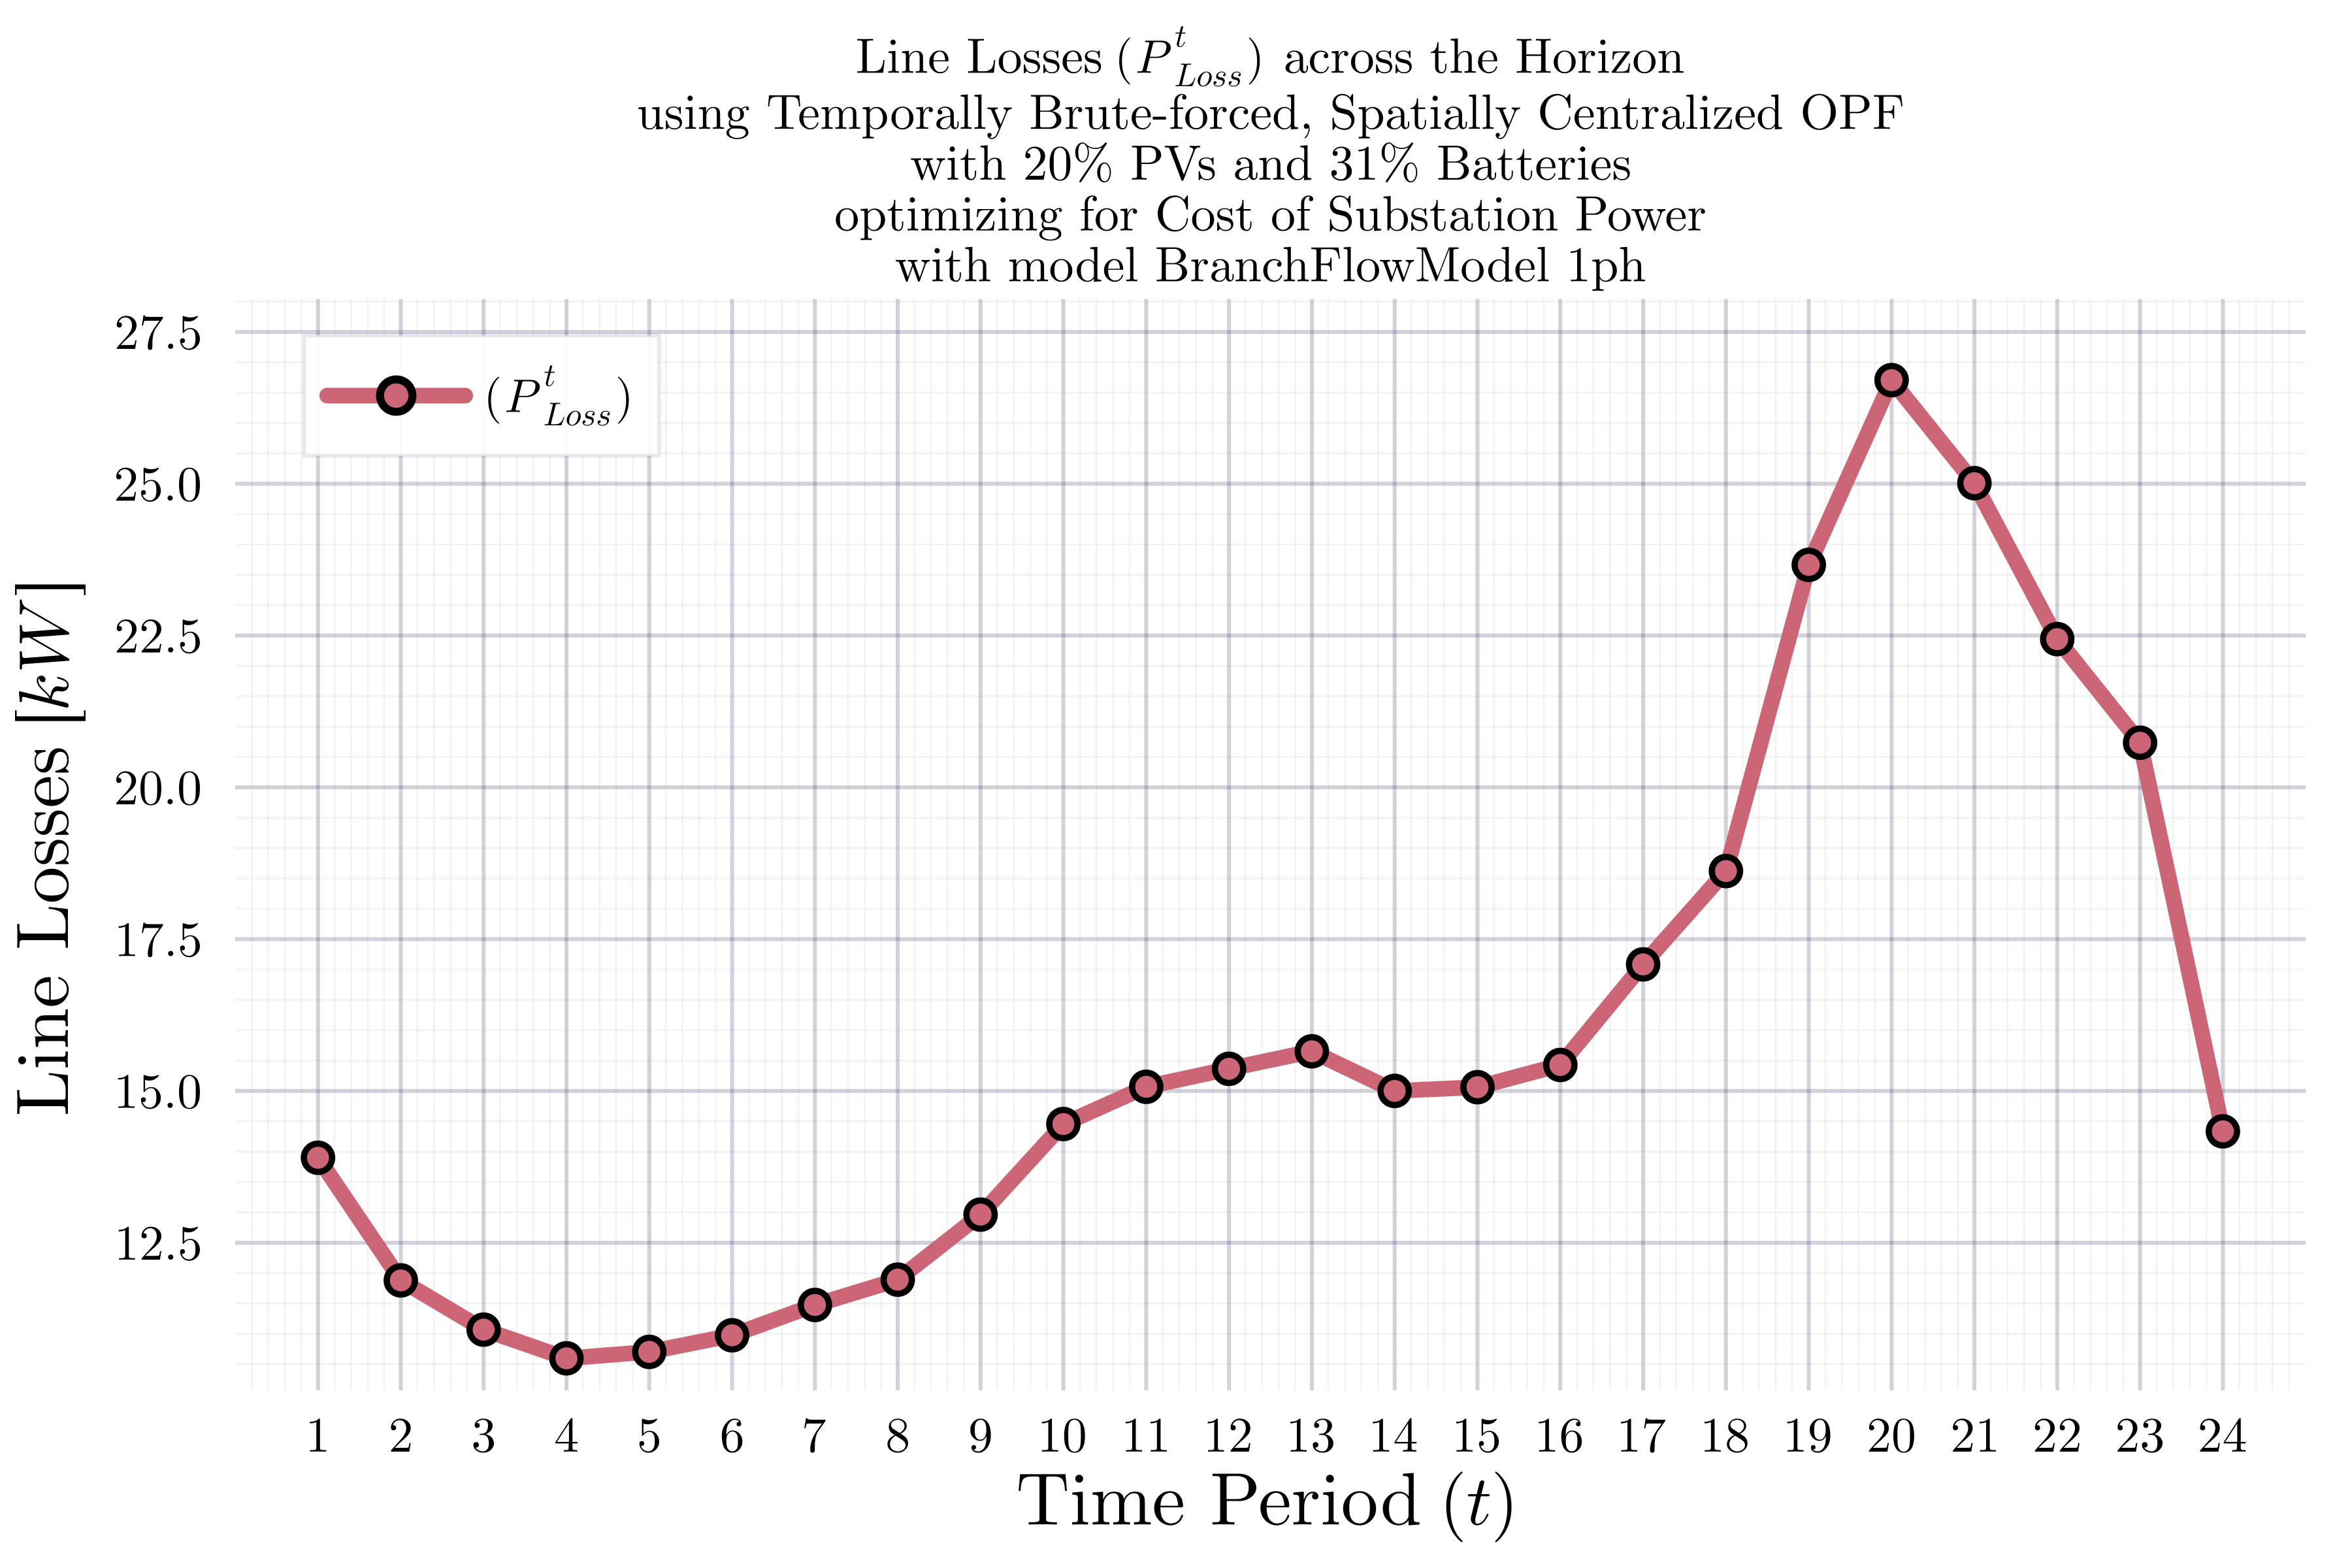 Line Losses (P^t_Loss) across the Horizon
using Temporally Brute-forced, Spatially Centralized OPF
with 20% PVs and 31% Batteries
optimizing for Cost of Substation Power
with model BranchFlowModel 1ph
(P^t_Loss)
27.5
25.0
22.5
20.0
17.5
15.0
12.5
Line Losses [kW]
1 2 3 4 5 6 7 8 9 10 11 12 13 14 15 16 17 18 19 20 21 22 23 24
Time Period (t)